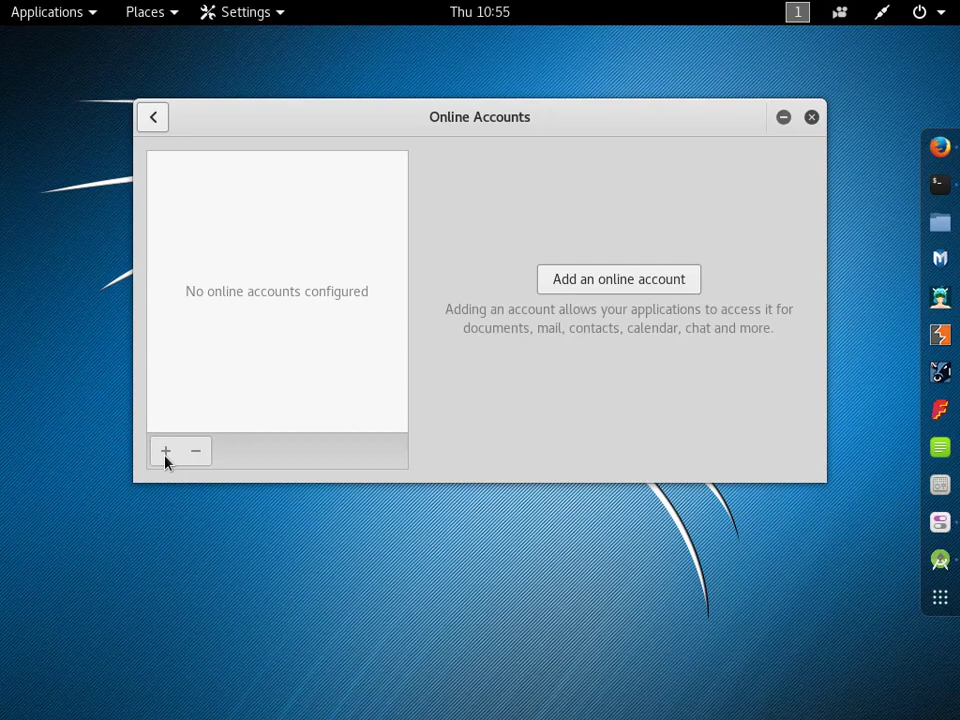 Applications Places Settings Thu 10:55 1
Online Accounts
No online accounts configured
Add an online account
Adding an account allows your applications to access it for
documents, mail, contacts, calendar, chat and more.
+ −